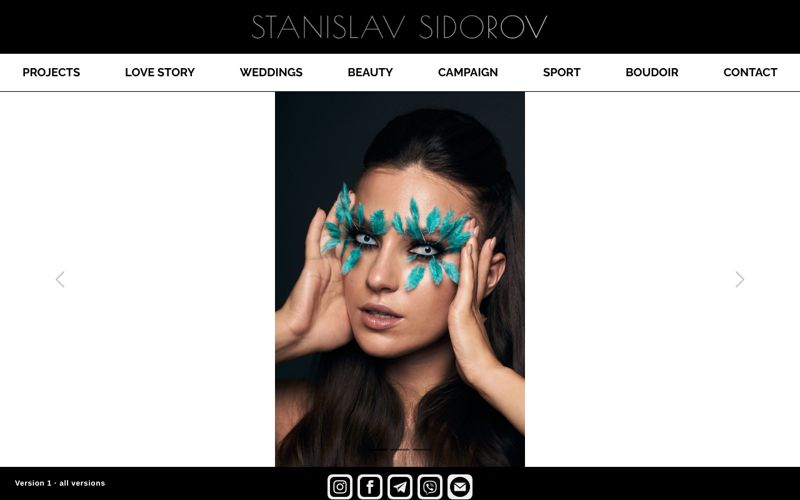 STANISLAV SIDOROV
PROJECTS LOVE STORY WEDDINGS BEAUTY CAMPAIGN SPORT BOUDOIR CONTACT
Version 1 · all versions